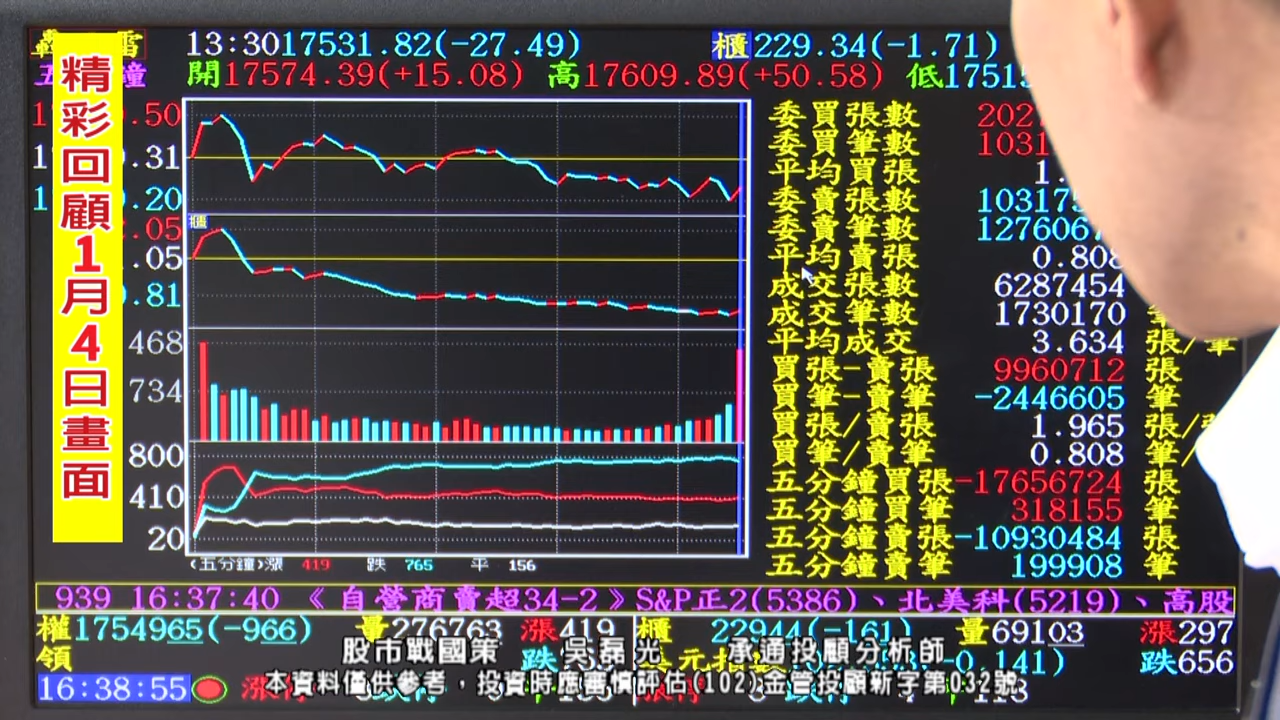 精彩回顧1月4日畫面
13:30 17531.82(-27.49) 櫃 229.34(-1.71)
開17574.39(+15.08) 高17609.89(+50.58) 低1751
468
734
800
410
20
櫃
委買張數
委買筆數
平均買張
委賣張數
委賣筆數
平均賣張
成交張數 6287454
成交筆數 1730170
平均成交 3.634 張/筆
買張-賣張 9960712 張
買筆-賣筆 -2446605 筆
買張/賣張 1.965 張/
買筆/賣筆 0.808 筆/
五分鐘買張 -17656724 張
五分鐘買筆 318155 筆
五分鐘賣張 -10930484 張
五分鐘賣筆 199908 筆
(五分鐘)漲 419 跌 765 平 156
939 16:37:40 《自營商賣超34-2》S&P正2(5386)、北美科(5219)、高股
權1754965(-966) 量276763 漲419 櫃 22944(-161) 量69103 漲297
領 跌 跌656
16:38:55
股市戰國策 吳磊光 承通投顧分析師
本資料僅供參考，投資時應審慎評估(102)金管投顧新字第032號